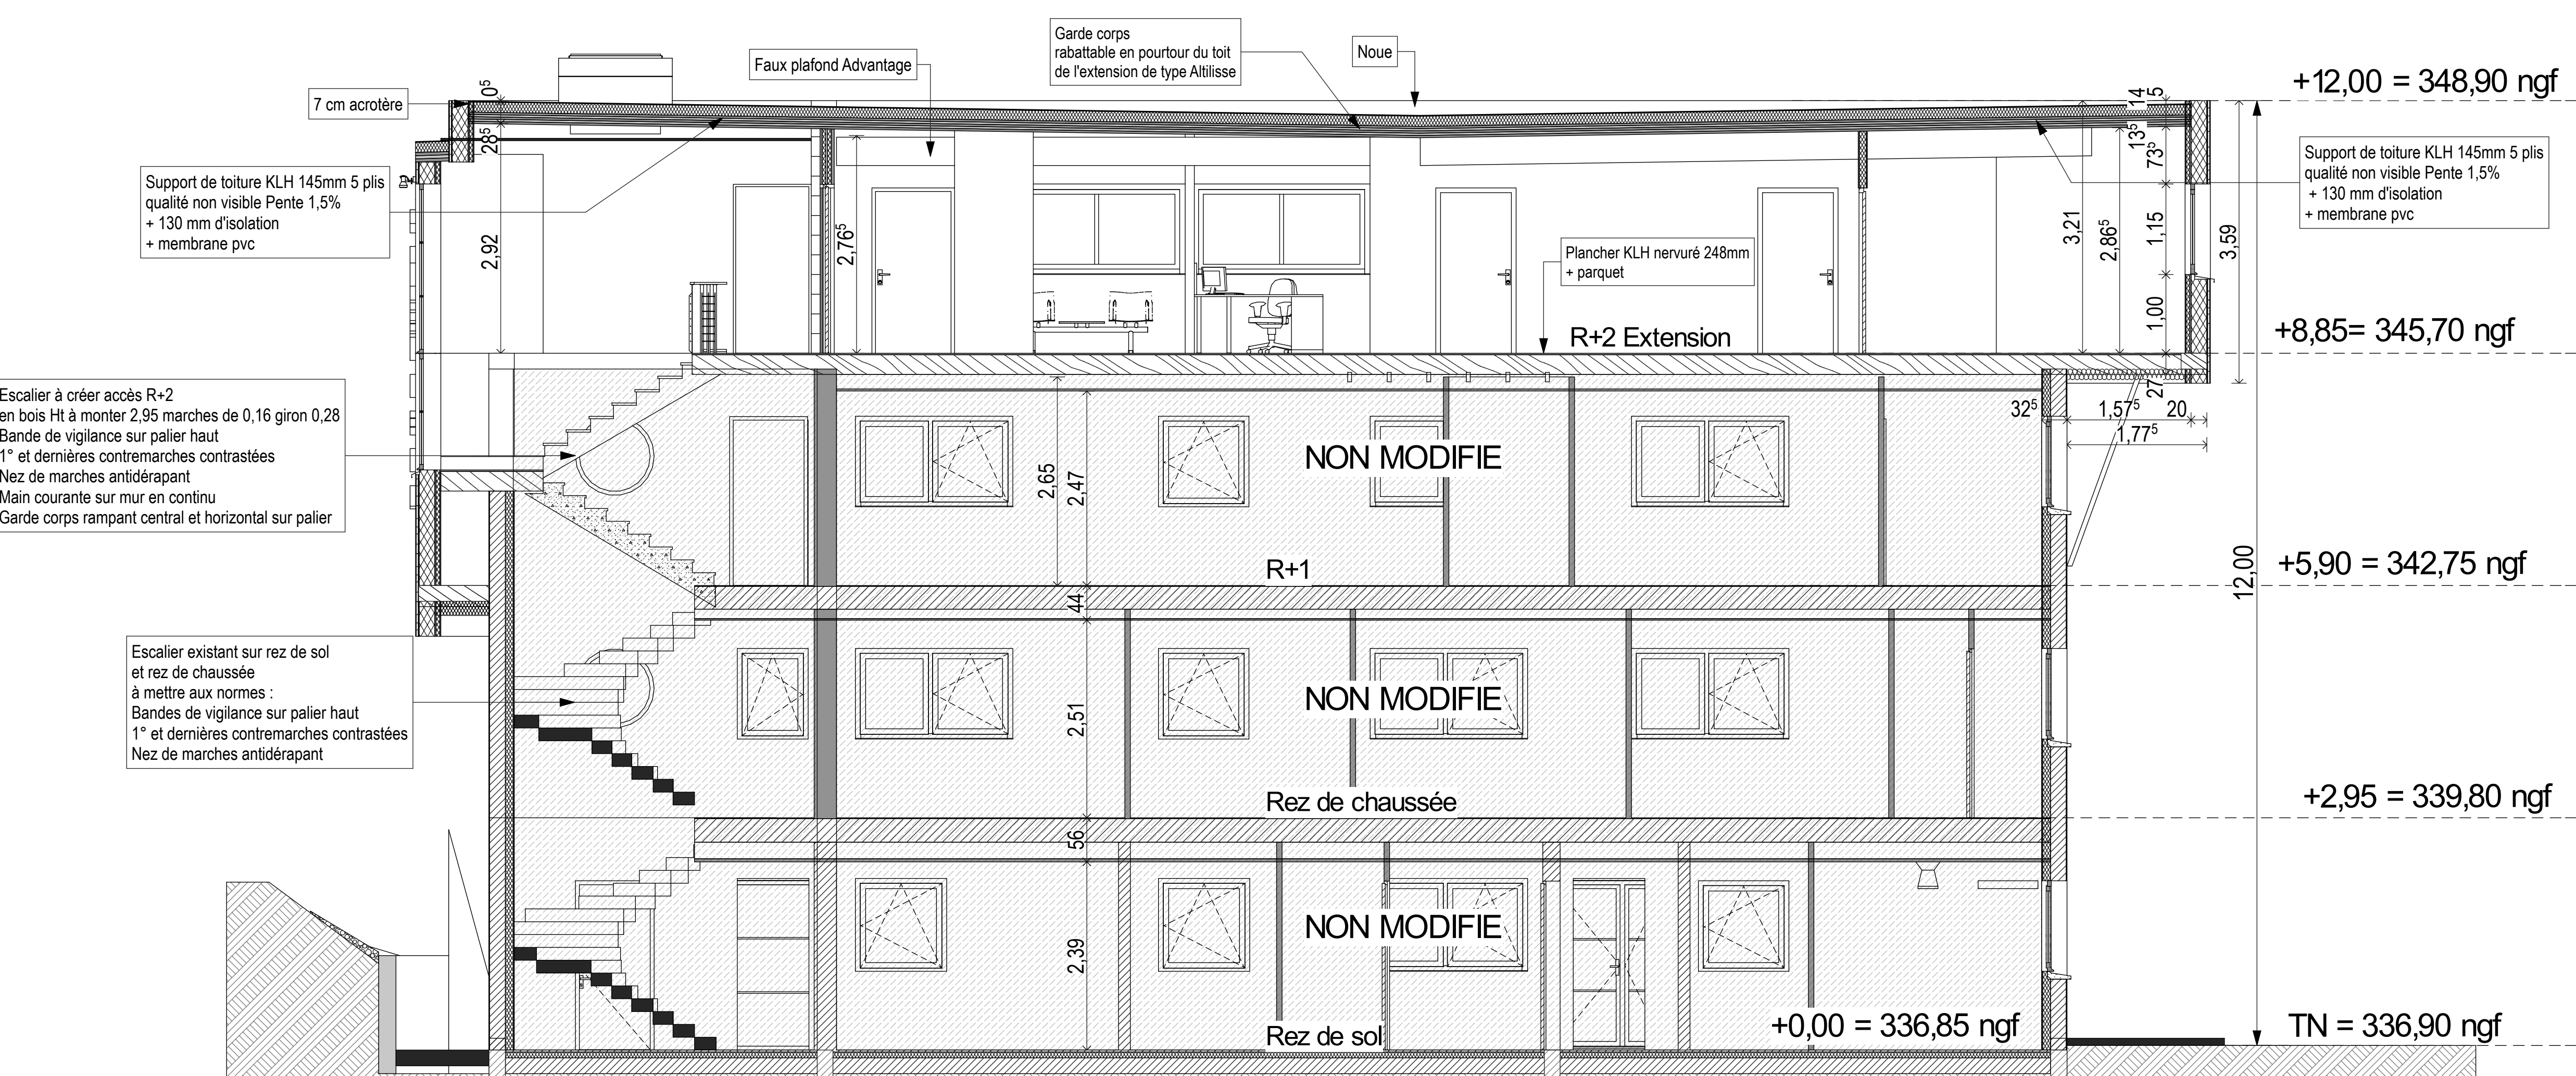 Garde corps
rabattable en pourtour du toit
de l'extension de type Altilisse
Noue
Faux plafond Advantage
7 cm acrotère
+12,00 = 348,90 ngf
0⁵
28⁵
2,92
2,76⁵
14
5
13⁵
73⁵
1,15
1,00
3,21
2,86⁵
3,59
27
Support de toiture KLH 145mm 5 plis
qualité non visible Pente 1,5%
+ 130 mm d'isolation
+ membrane pvc
Support de toiture KLH 145mm 5 plis
qualité non visible Pente 1,5%
+ 130 mm d'isolation
+ membrane pvc
Plancher KLH nervuré 248mm
+ parquet
R+2 Extension
+8,85= 345,70 ngf
Escalier à créer accès R+2
en bois Ht à monter 2,95 marches de 0,16 giron 0,28
Bande de vigilance sur palier haut
1° et dernières contremarches contrastées
Nez de marches antidérapant
Main courante sur mur en continu
Garde corps rampant central et horizontal sur palier
32⁵
1,57⁵
20
1,77⁵
NON MODIFIE
2,65
2,47
R+1
12,00
+5,90 = 342,75 ngf
44
Escalier existant sur rez de sol
et rez de chaussée
à mettre aux normes :
Bandes de vigilance sur palier haut
1° et dernières contremarches contrastées
Nez de marches antidérapant
NON MODIFIE
2,51
Rez de chaussée
+2,95 = 339,80 ngf
56
NON MODIFIE
2,39
Rez de sol
+0,00 = 336,85 ngf
TN = 336,90 ngf